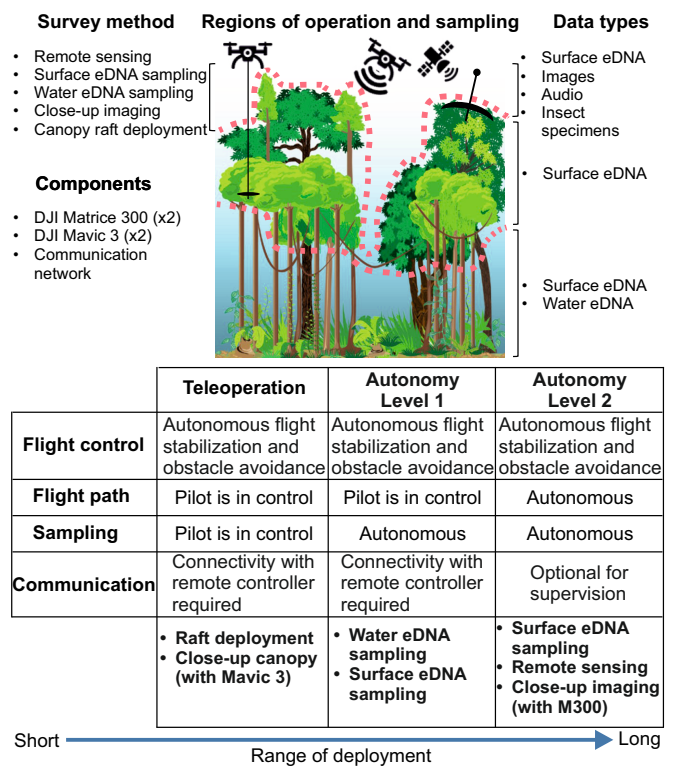 Survey method
Regions of operation and sampling
Data types
• Remote sensing
• Surface eDNA sampling
• Water eDNA sampling
• Close-up imaging
• Canopy raft deployment
Components
• DJI Matrice 300 (x2)
• DJI Mavic 3 (x2)
• Communication
network
• Surface eDNA
• Images
• Audio
• Insect
specimens
• Surface eDNA
• Surface eDNA
• Water eDNA
Teleoperation
Autonomy
Level 1
Autonomy
Level 2
Flight control
Autonomous flight
stabilization and
obstacle avoidance
Autonomous flight
stabilization and
obstacle avoidance
Autonomous flight
stabilization and
obstacle avoidance
Flight path
Pilot is in control
Pilot is in control
Autonomous
Sampling
Pilot is in control
Autonomous
Autonomous
Communication
Connectivity with
remote controller
required
Connectivity with
remote controller
required
Optional for
supervision
• Raft deployment
• Close-up canopy
(with Mavic 3)
• Water eDNA
sampling
• Surface eDNA
sampling
• Surface eDNA
sampling
• Remote sensing
• Close-up imaging
(with M300)
Short
Long
Range of deployment